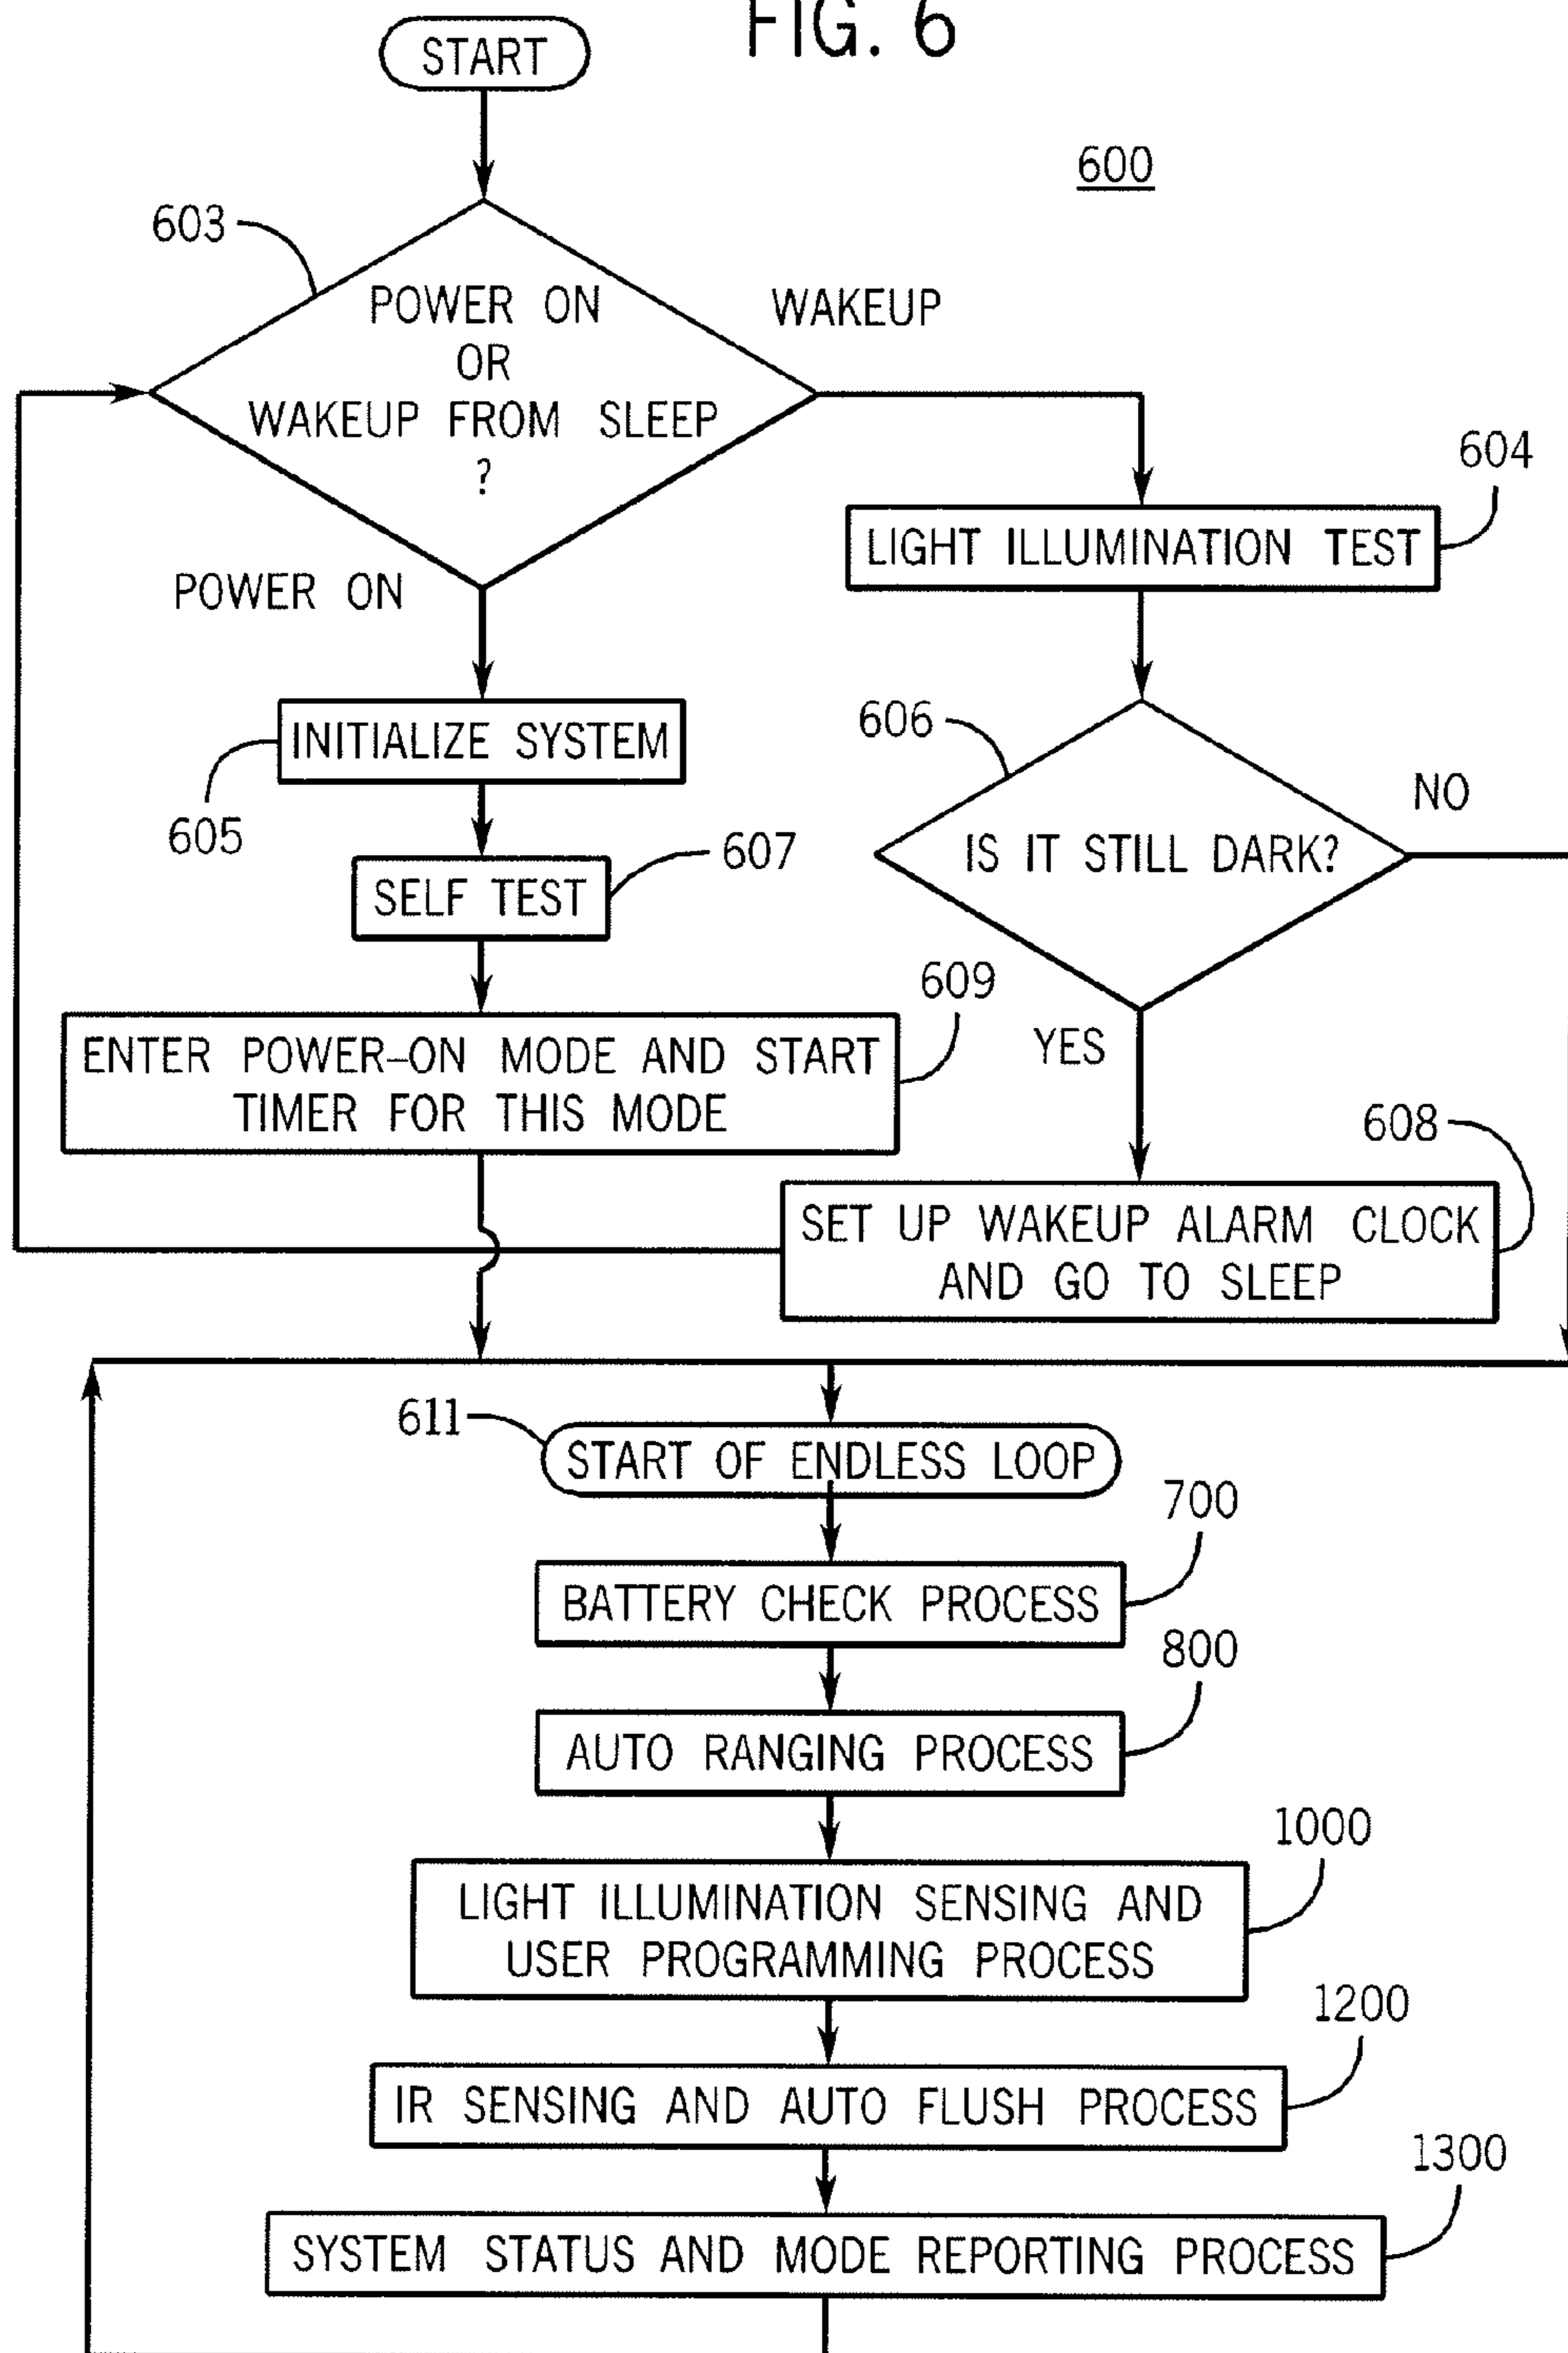 FIG. 6
START
600
603
POWER ON
OR
WAKEUP FROM SLEEP
?
WAKEUP
POWER ON
604
LIGHT ILLUMINATION TEST
INITIALIZE SYSTEM
605
606
IS IT STILL DARK?
NO
YES
607
SELF TEST
609
ENTER POWER-ON MODE AND START
TIMER FOR THIS MODE
608
SET UP WAKEUP ALARM CLOCK
AND GO TO SLEEP
611
START OF ENDLESS LOOP
700
BATTERY CHECK PROCESS
800
AUTO RANGING PROCESS
1000
LIGHT ILLUMINATION SENSING AND
USER PROGRAMMING PROCESS
1200
IR SENSING AND AUTO FLUSH PROCESS
1300
SYSTEM STATUS AND MODE REPORTING PROCESS